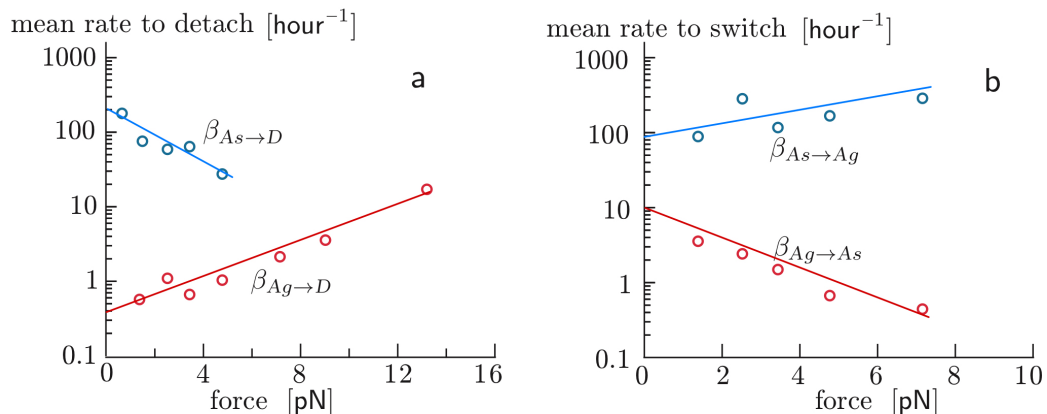 mean rate to detach [hour⁻¹]
1000
100
10
1
0.1
0 4 8 12 16
force [pN]
a
β_{As→D}
β_{Ag→D}
mean rate to switch [hour⁻¹]
1000
100
10
1
0.1
0 2 4 6 8 10
force [pN]
b
β_{As→Ag}
β_{Ag→As}